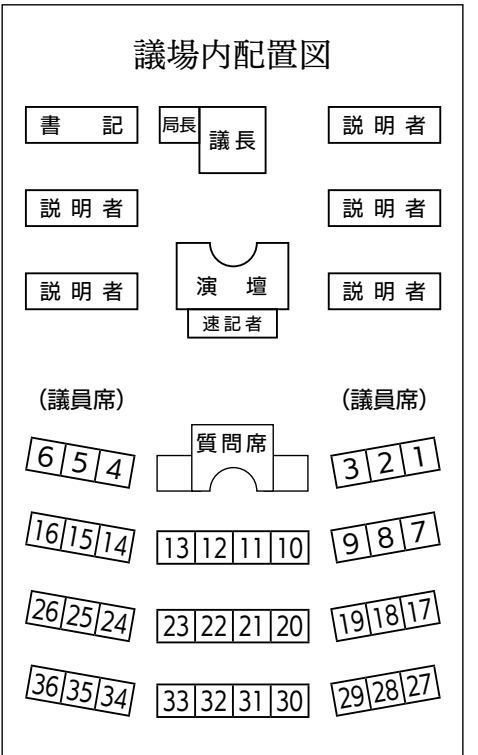 議場内配置図
書 記 局長 議長 説明者
説明者 説明者
説明者 演 壇 説明者
速記者
(議員席) (議員席)
質問席
6 5 4 3 2 1
16 15 14 13 12 11 10 9 8 7
26 25 24 23 22 21 20 19 18 17
36 35 34 33 32 31 30 29 28 27